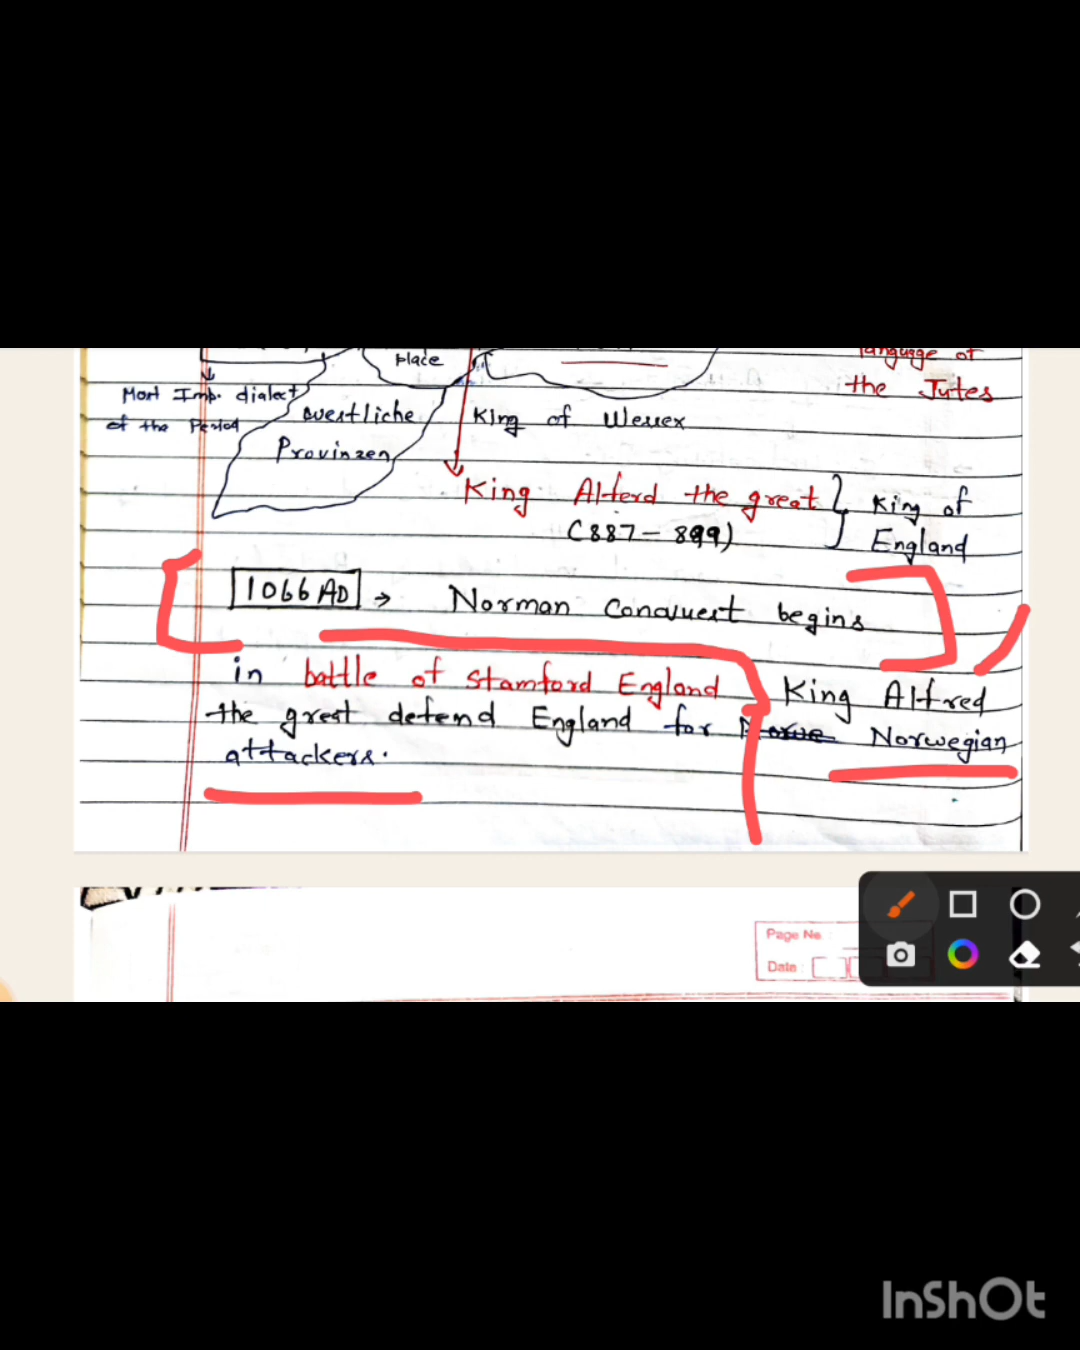 place
language of
the Jutes
Most Imp. dialect
of the Period
westliche
Provinzen
King of Wessex
King Alferd the great
(887 - 899)
King of
England
1066 AD → Norman Conquest begins
in battle of Stamford England King Alfred
the great defend England for Norwegian
attackers.
Page No.
Date :
InShOt